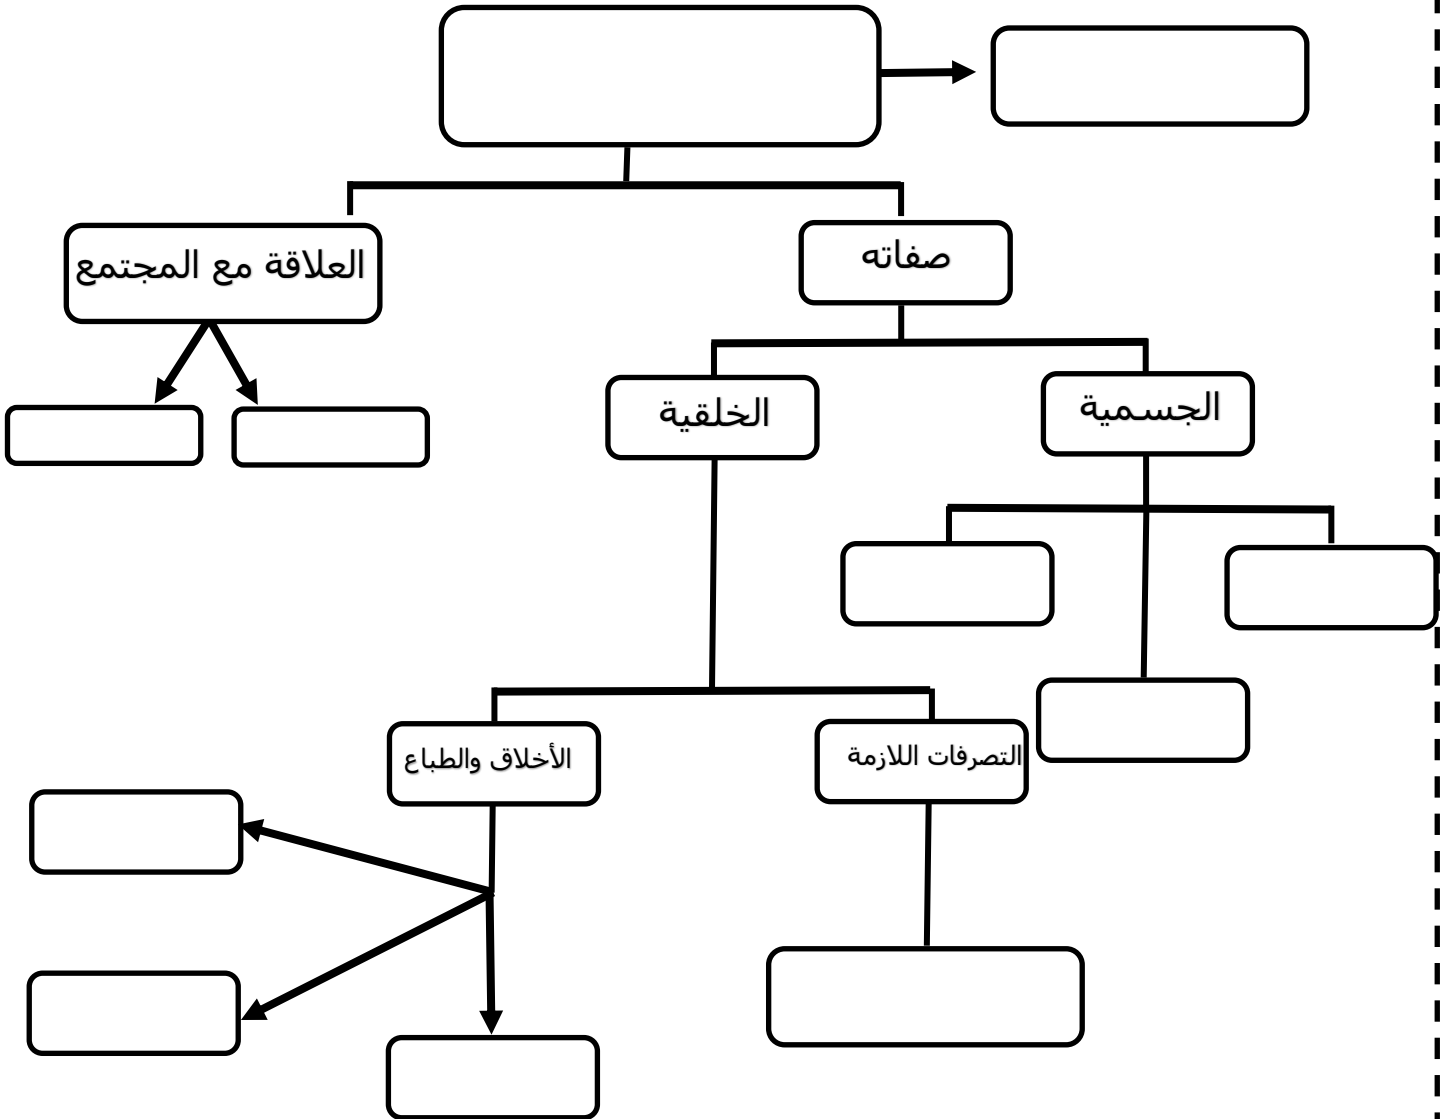 صفاته
العلاقة مع المجتمع
الجسمية
الخلقية
التصرفات اللازمة
الأخلاق والطباع